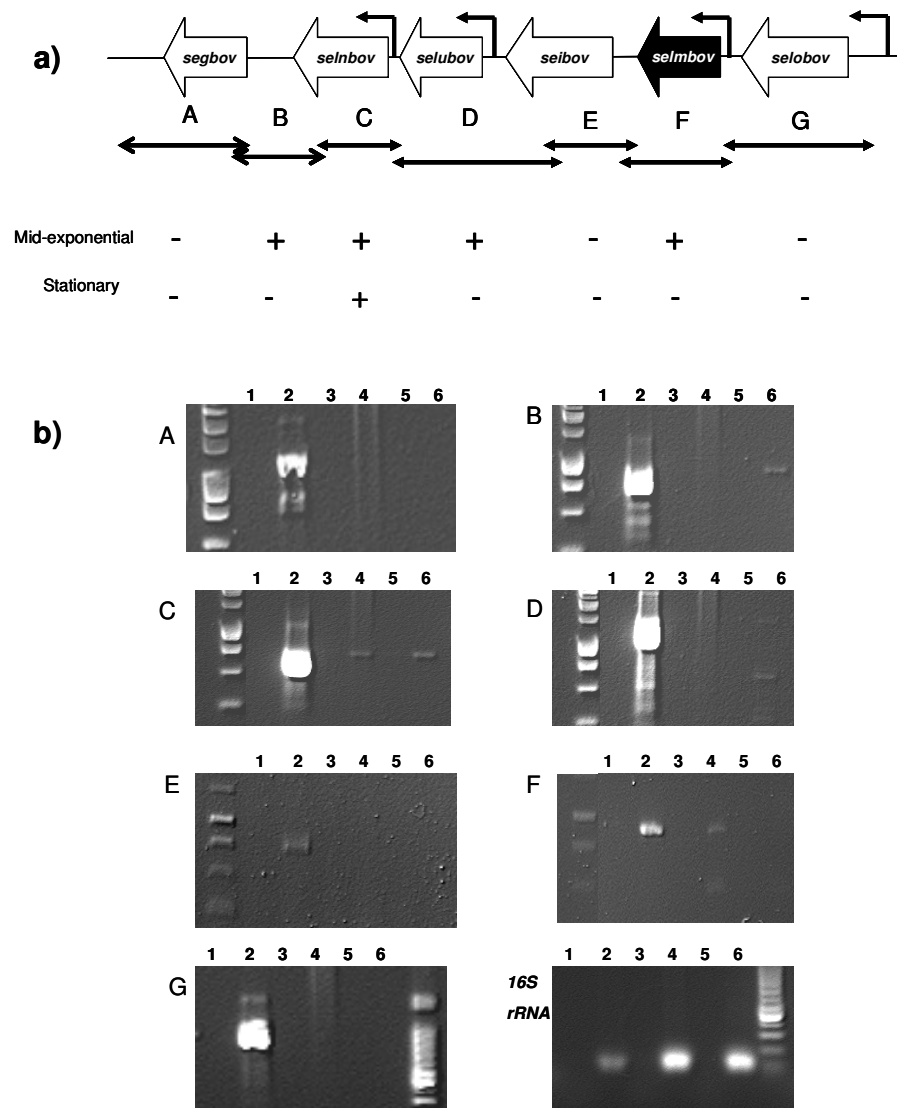 a)
segbov selnbov selubov seibov selmbov selobov
A B C D E F G
Mid-exponential - + + + - + -
Stationary - - + - - - -
b)
A 1 2 3 4 5 6
B 1 2 3 4 5 6
C 1 2 3 4 5 6
D 1 2 3 4 5 6
E 1 2 3 4 5 6
F 1 2 3 4 5 6
G 1 2 3 4 5 6
16S 1 2 3 4 5 6
rRNA